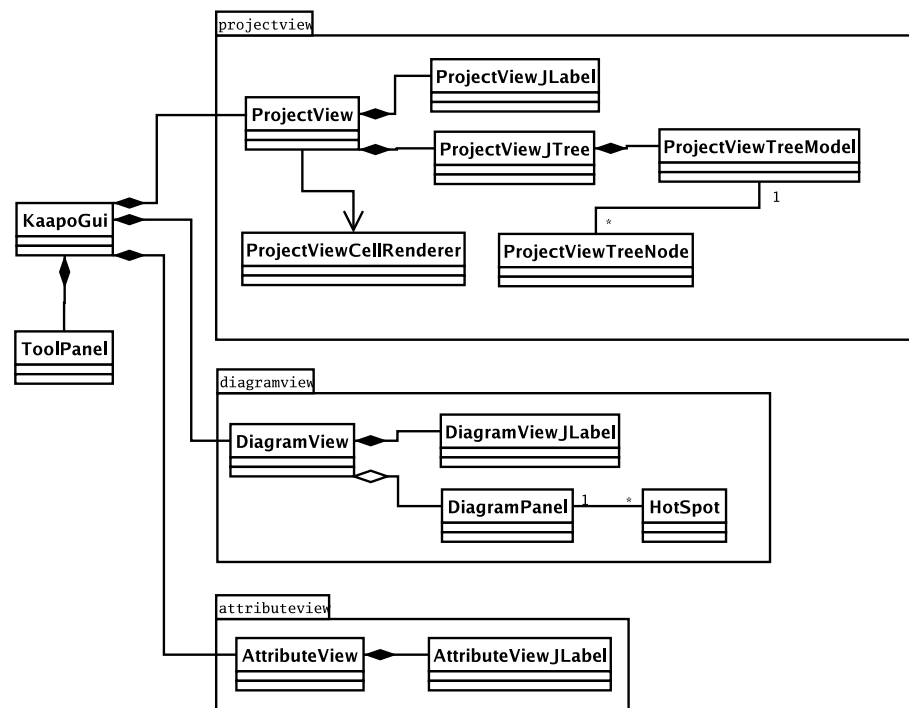 projectview
ProjectViewJLabel
ProjectView
ProjectViewJTree
ProjectViewTreeModel
1
KaapoGui
*
ProjectViewCellRenderer
ProjectViewTreeNode
ToolPanel
diagramview
DiagramViewJLabel
DiagramView
DiagramPanel
1
*
HotSpot
attributeview
AttributeView
AttributeViewJLabel